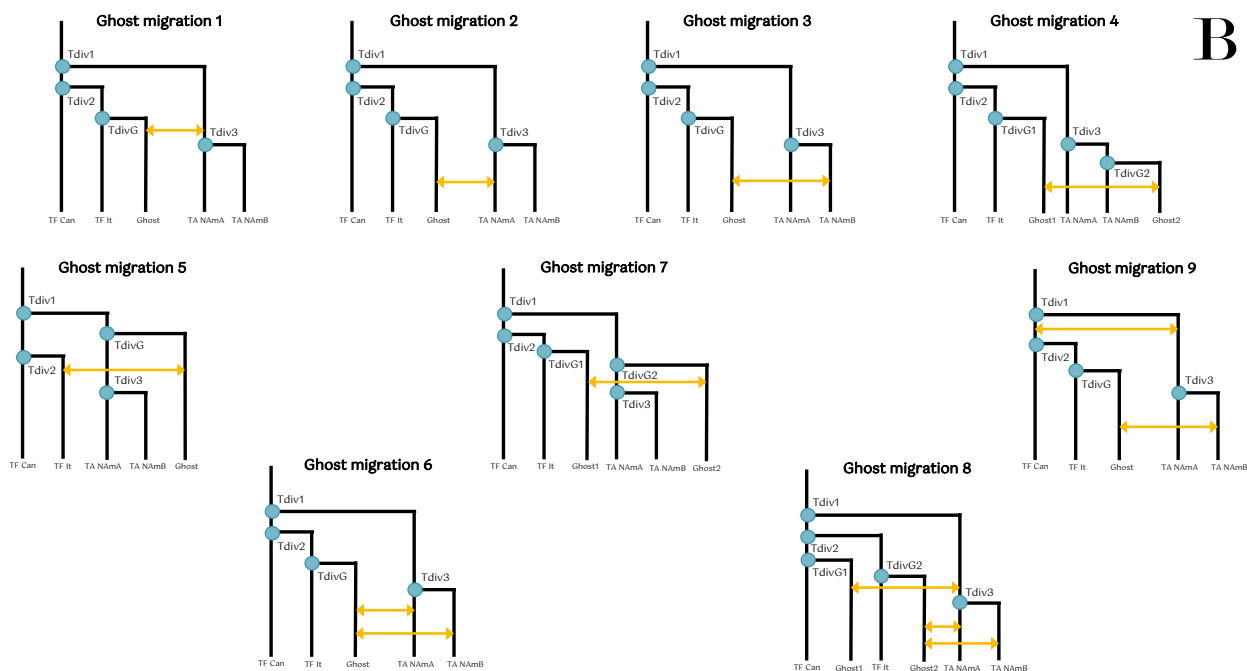 Ghost migration 1
Tdiv1
Tdiv2
TdivG
Tdiv3
TF Can TF It Ghost TA NAmA TA NAmB
Ghost migration 2
Tdiv1
Tdiv2
TdivG
Tdiv3
TF Can TF It Ghost TA NAmA TA NAmB
Ghost migration 3
Tdiv1
Tdiv2
TdivG
Tdiv3
TF Can TF It Ghost TA NAmA TA NAmB
Ghost migration 4
Tdiv1
Tdiv2
TdivG1
Tdiv3
TdivG2
TF Can TF It Ghost1 TA NAmA TA NAmB Ghost2
B
Ghost migration 5
Tdiv1
TdivG
Tdiv2
Tdiv3
TF Can TF It TA NAmA TA NAmB Ghost
Ghost migration 7
Tdiv1
Tdiv2
TdivG1
TdivG2
Tdiv3
TF Can TF It Ghost1 TA NAmA TA NAmB Ghost2
Ghost migration 9
Tdiv1
Tdiv2
TdivG
Tdiv3
TF Can TF It Ghost TA NAmA TA NAmB
Ghost migration 6
Tdiv1
Tdiv2
TdivG
Tdiv3
TF Can TF It Ghost TA NAmA TA NAmB
Ghost migration 8
Tdiv1
Tdiv2
TdivG1
TdivG2
Tdiv3
TF Can Ghost1 TF It Ghost2 TA NAmA TA NAmB